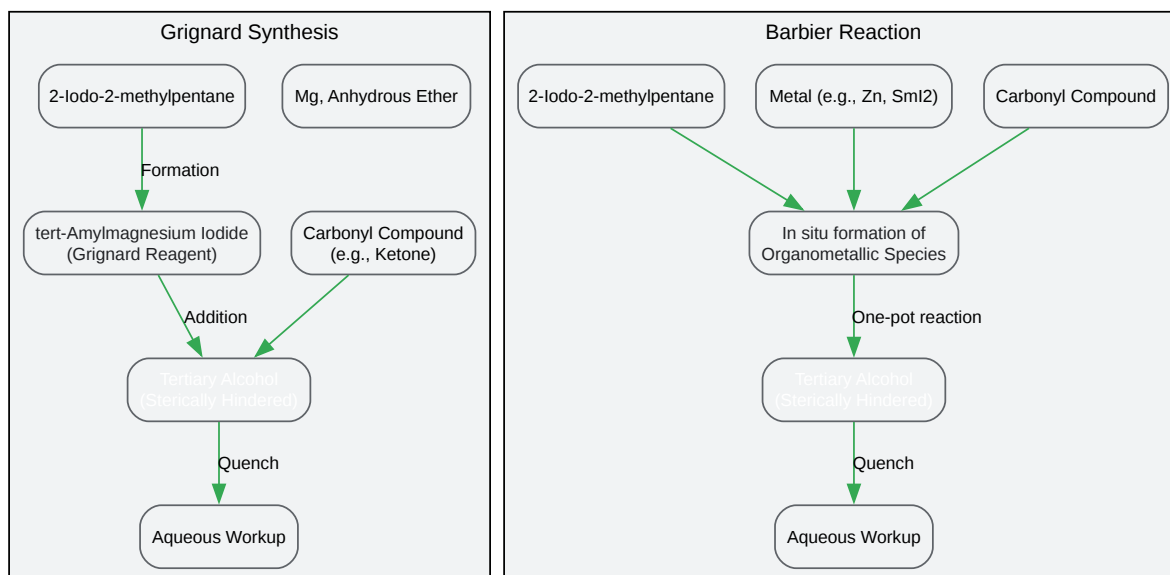 Grignard Synthesis
2-Iodo-2-methylpentane
Mg, Anhydrous Ether
Formation
tert-Amylmagnesium Iodide
(Grignard Reagent)
Carbonyl Compound
(e.g., Ketone)
Addition
Tertiary Alcohol
(Sterically Hindered)
Quench
Aqueous Workup
Barbier Reaction
2-Iodo-2-methylpentane
Metal (e.g., Zn, SmI2)
Carbonyl Compound
In situ formation of
Organometallic Species
One-pot reaction
Tertiary Alcohol
(Sterically Hindered)
Quench
Aqueous Workup